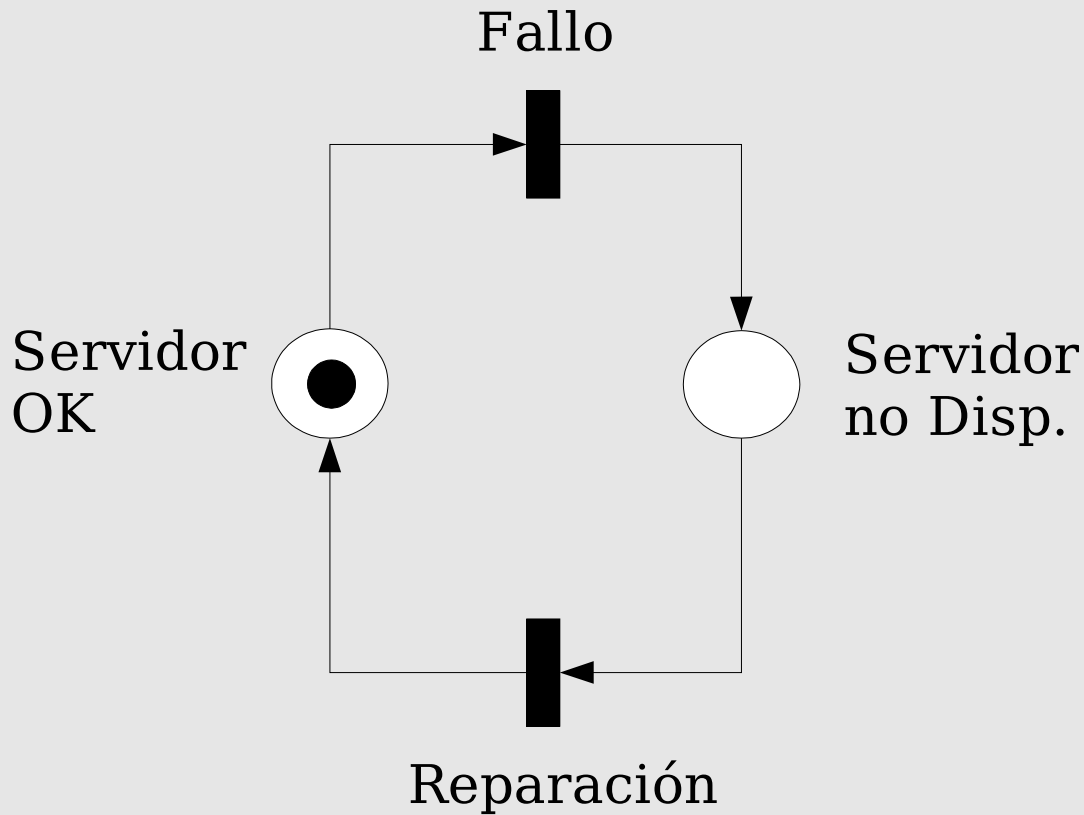 Fallo
Servidor
OK
Servidor
no Disp.
Reparación